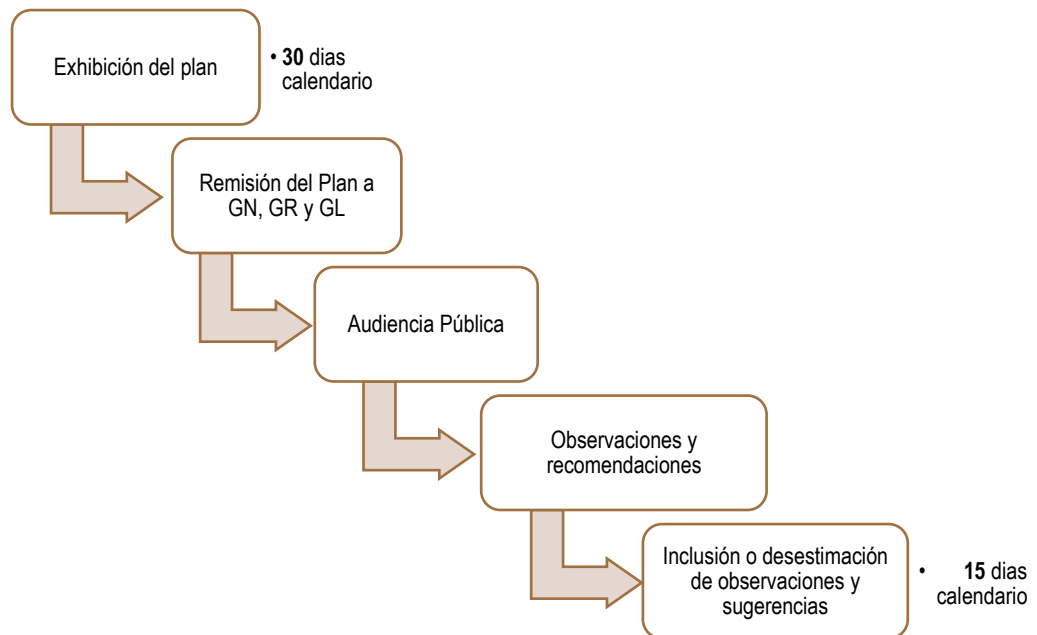 Exhibición del plan
• 30 dias
calendario
Remisión del Plan a
GN, GR y GL
Audiencia Pública
Observaciones y
recomendaciones
Inclusión o desestimación
de observaciones y
sugerencias
• 15 dias
calendario